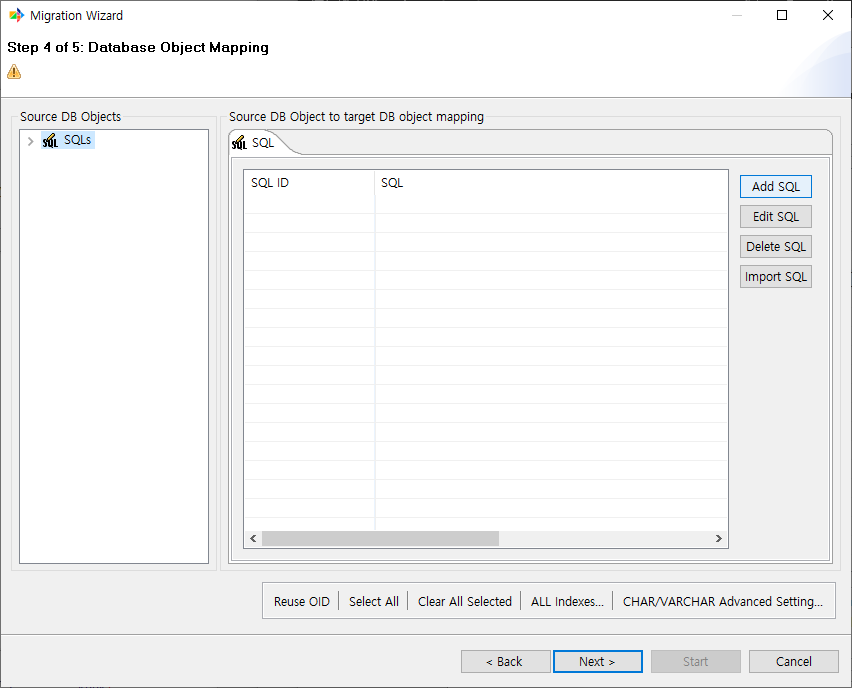 Migration Wizard
Step 4 of 5: Database Object Mapping
Source DB Objects
SQL SQLs
Source DB Object to target DB object mapping
SQL SQL
SQL ID SQL
Add SQL
Edit SQL
Delete SQL
Import SQL
Reuse OID Select All Clear All Selected ALL Indexes... CHAR/VARCHAR Advanced Setting...
< Back Next > Start Cancel